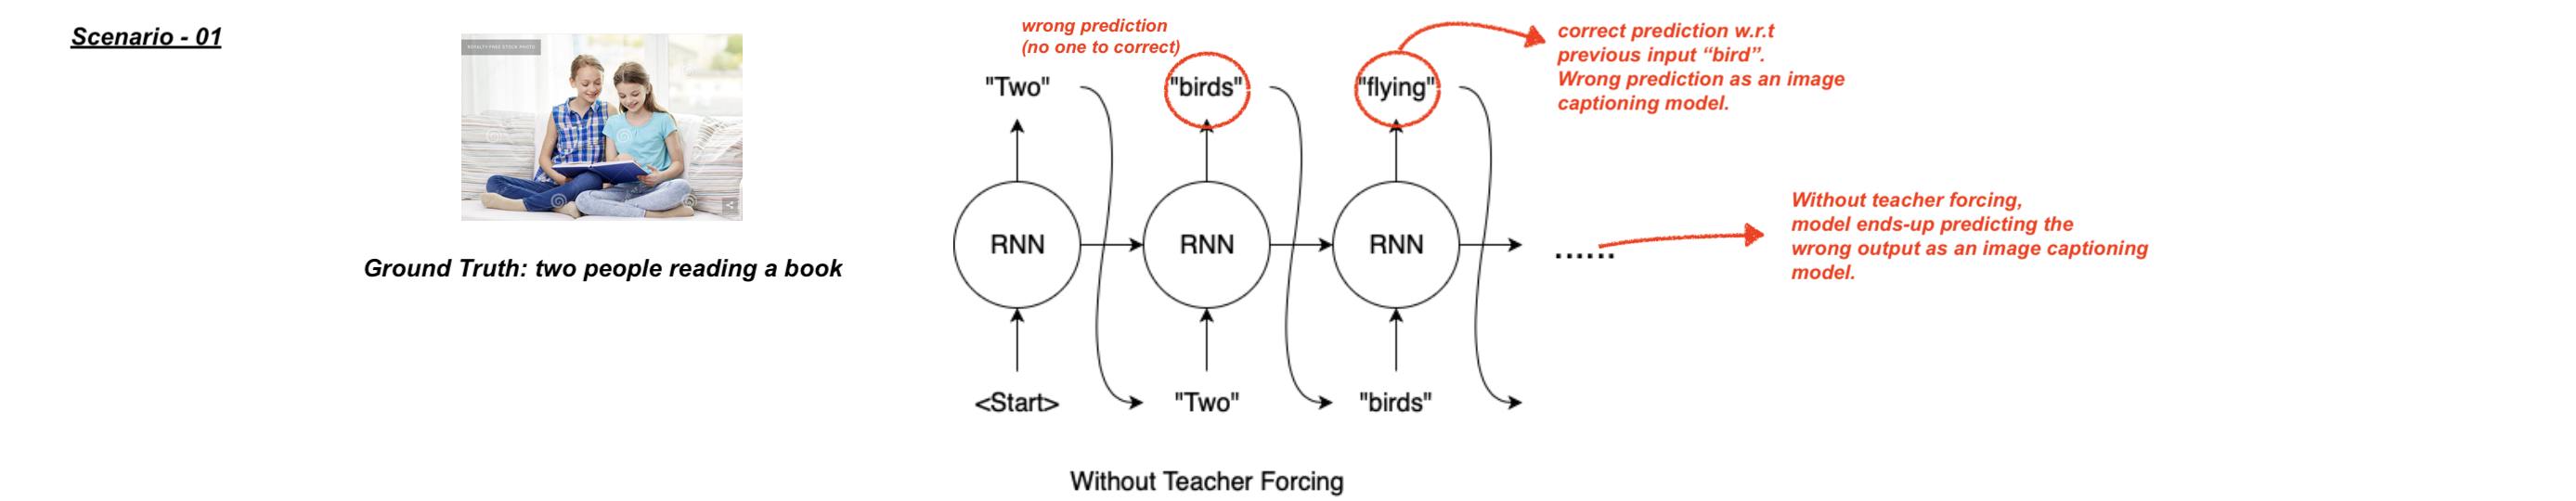 Scenario - 01
ROYALTY-FREE STOCK PHOTO
Ground Truth: two people reading a book
wrong prediction
(no one to correct)
"Two"
"birds"
"flying"
correct prediction w.r.t
previous input “bird”.
Wrong prediction as an image
captioning model.
RNN
RNN
RNN
......
Without teacher forcing,
model ends-up predicting the
wrong output as an image captioning
model.
<Start>
"Two"
"birds"
Without Teacher Forcing